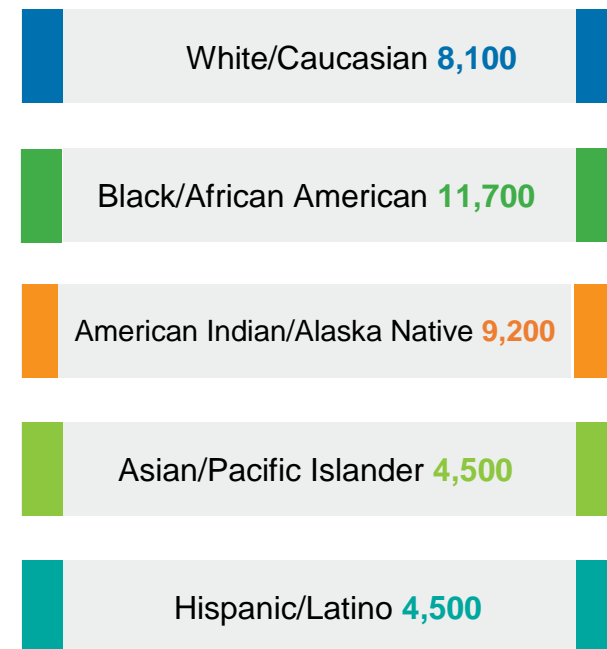 White/Caucasian 8,100
Black/African American 11,700
American Indian/Alaska Native 9,200
Asian/Pacific Islander 4,500
Hispanic/Latino 4,500